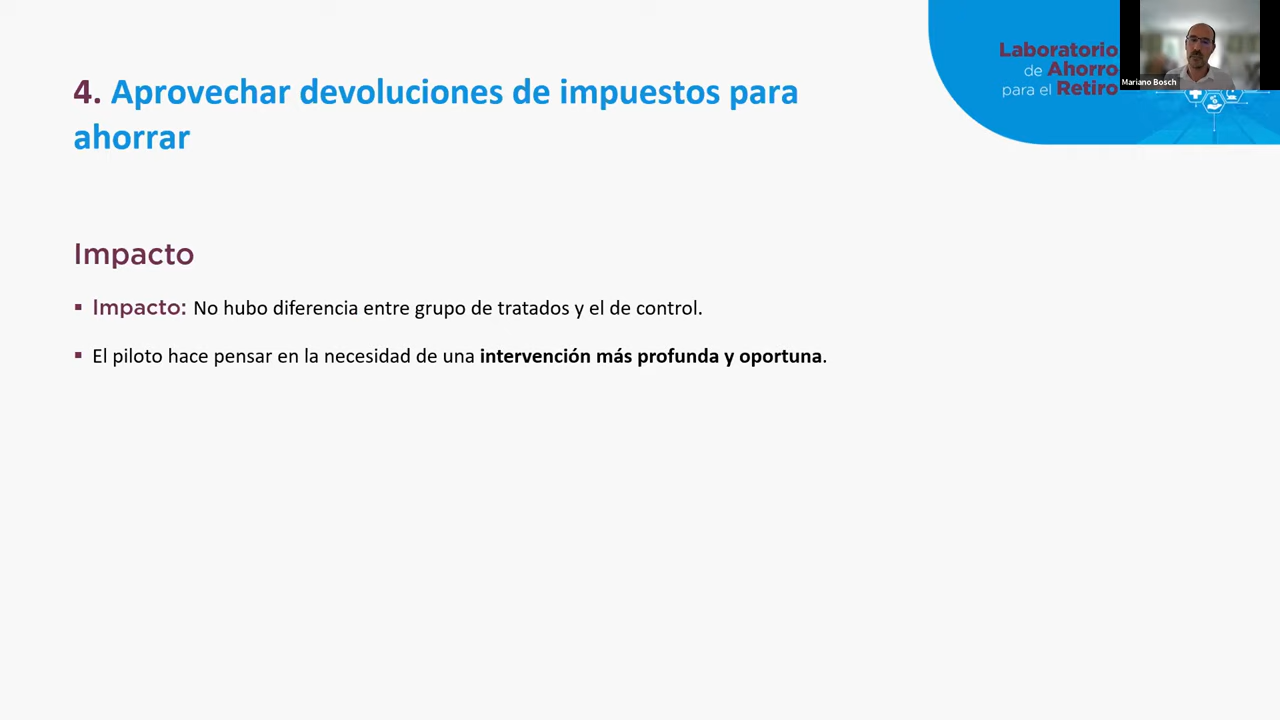 4. Aprovechar devoluciones de impuestos para
ahorrar
Laboratorio
de Ahorro
para el Retiro
Mariano Bosch
Impacto
▪ Impacto: No hubo diferencia entre grupo de tratados y el de control.
▪ El piloto hace pensar en la necesidad de una intervención más profunda y oportuna.